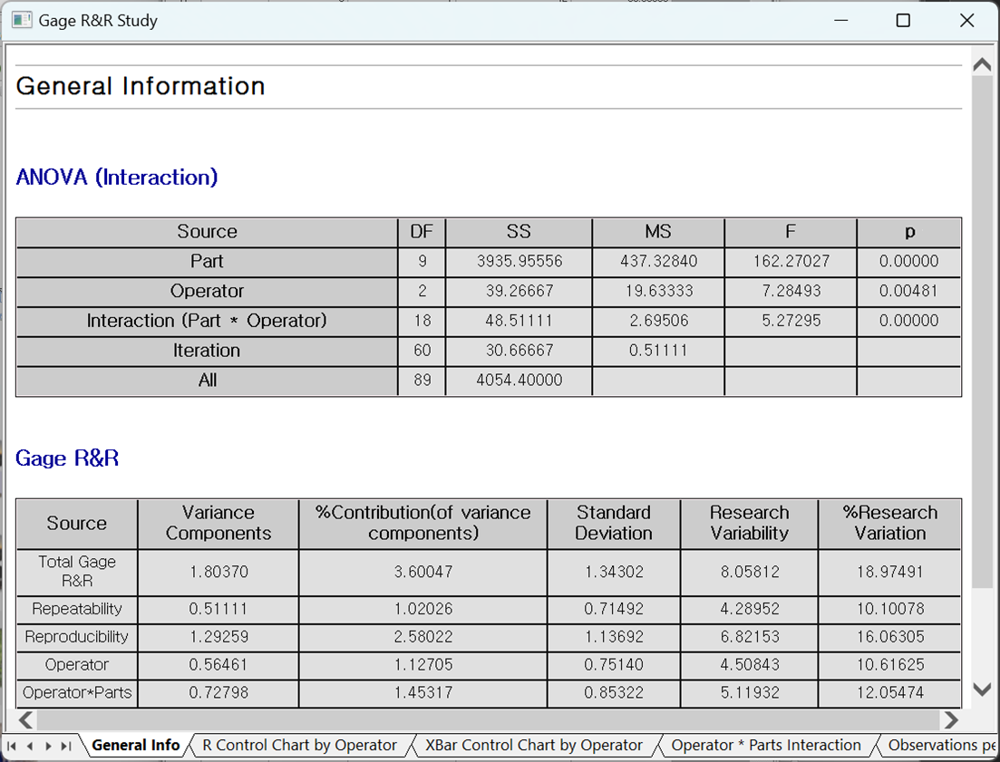 Gage R&R Study
General Information
ANOVA (Interaction)
Source DF SS MS F p
Part 9 3935.95556 437.32840 162.27027 0.00000
Operator 2 39.26667 19.63333 7.28493 0.00481
Interaction (Part * Operator) 18 48.51111 2.69506 5.27295 0.00000
Iteration 60 30.66667 0.51111
All 89 4054.40000
Gage R&R
Source Variance Components %Contribution(of variance components) Standard Deviation Research Variability %Research Variation
Total Gage R&R 1.80370 3.60047 1.34302 8.05812 18.97491
Repeatability 0.51111 1.02026 0.71492 4.28952 10.10078
Reproducibility 1.29259 2.58022 1.13692 6.82153 16.06305
Operator 0.56461 1.12705 0.75140 4.50843 10.61625
Operator*Parts 0.72798 1.45317 0.85322 5.11932 12.05474
General Info R Control Chart by Operator XBar Control Chart by Operator Operator * Parts Interaction Observations pe